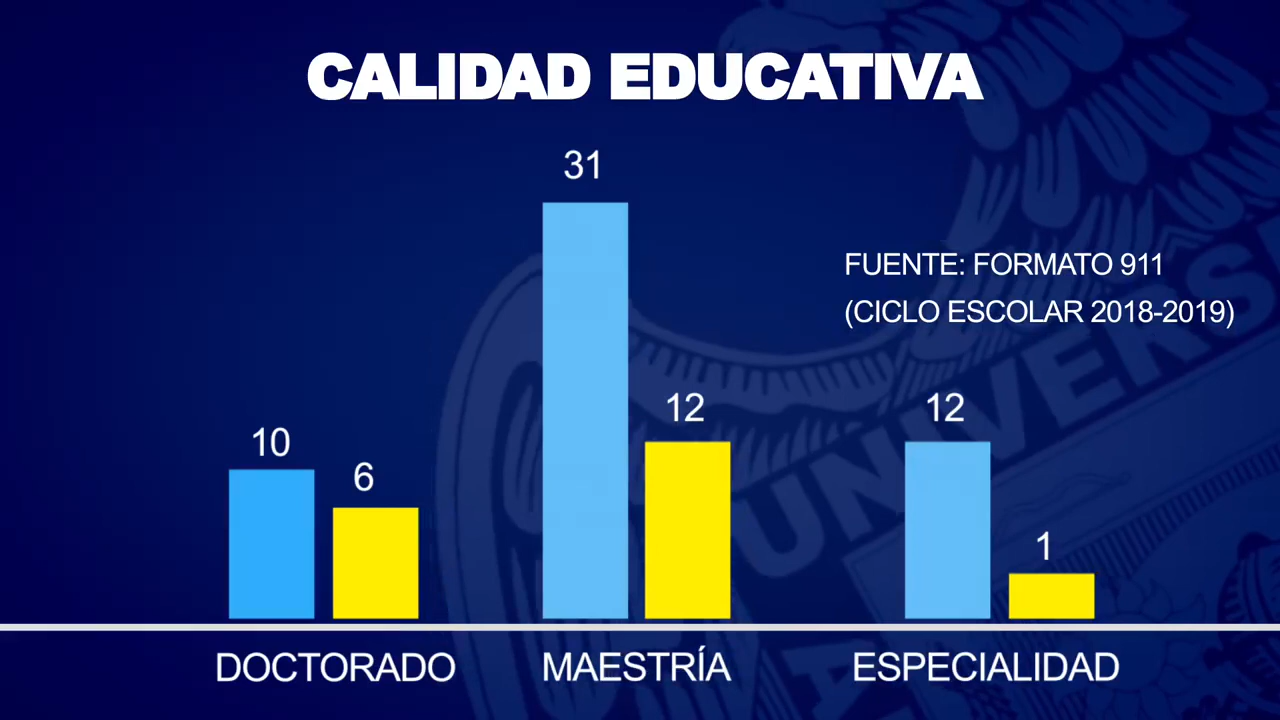 CALIDAD EDUCATIVA
31
FUENTE: FORMATO 911
(CICLO ESCOLAR 2018-2019)
12
12
10
6
1
DOCTORADO
MAESTRÍA
ESPECIALIDAD